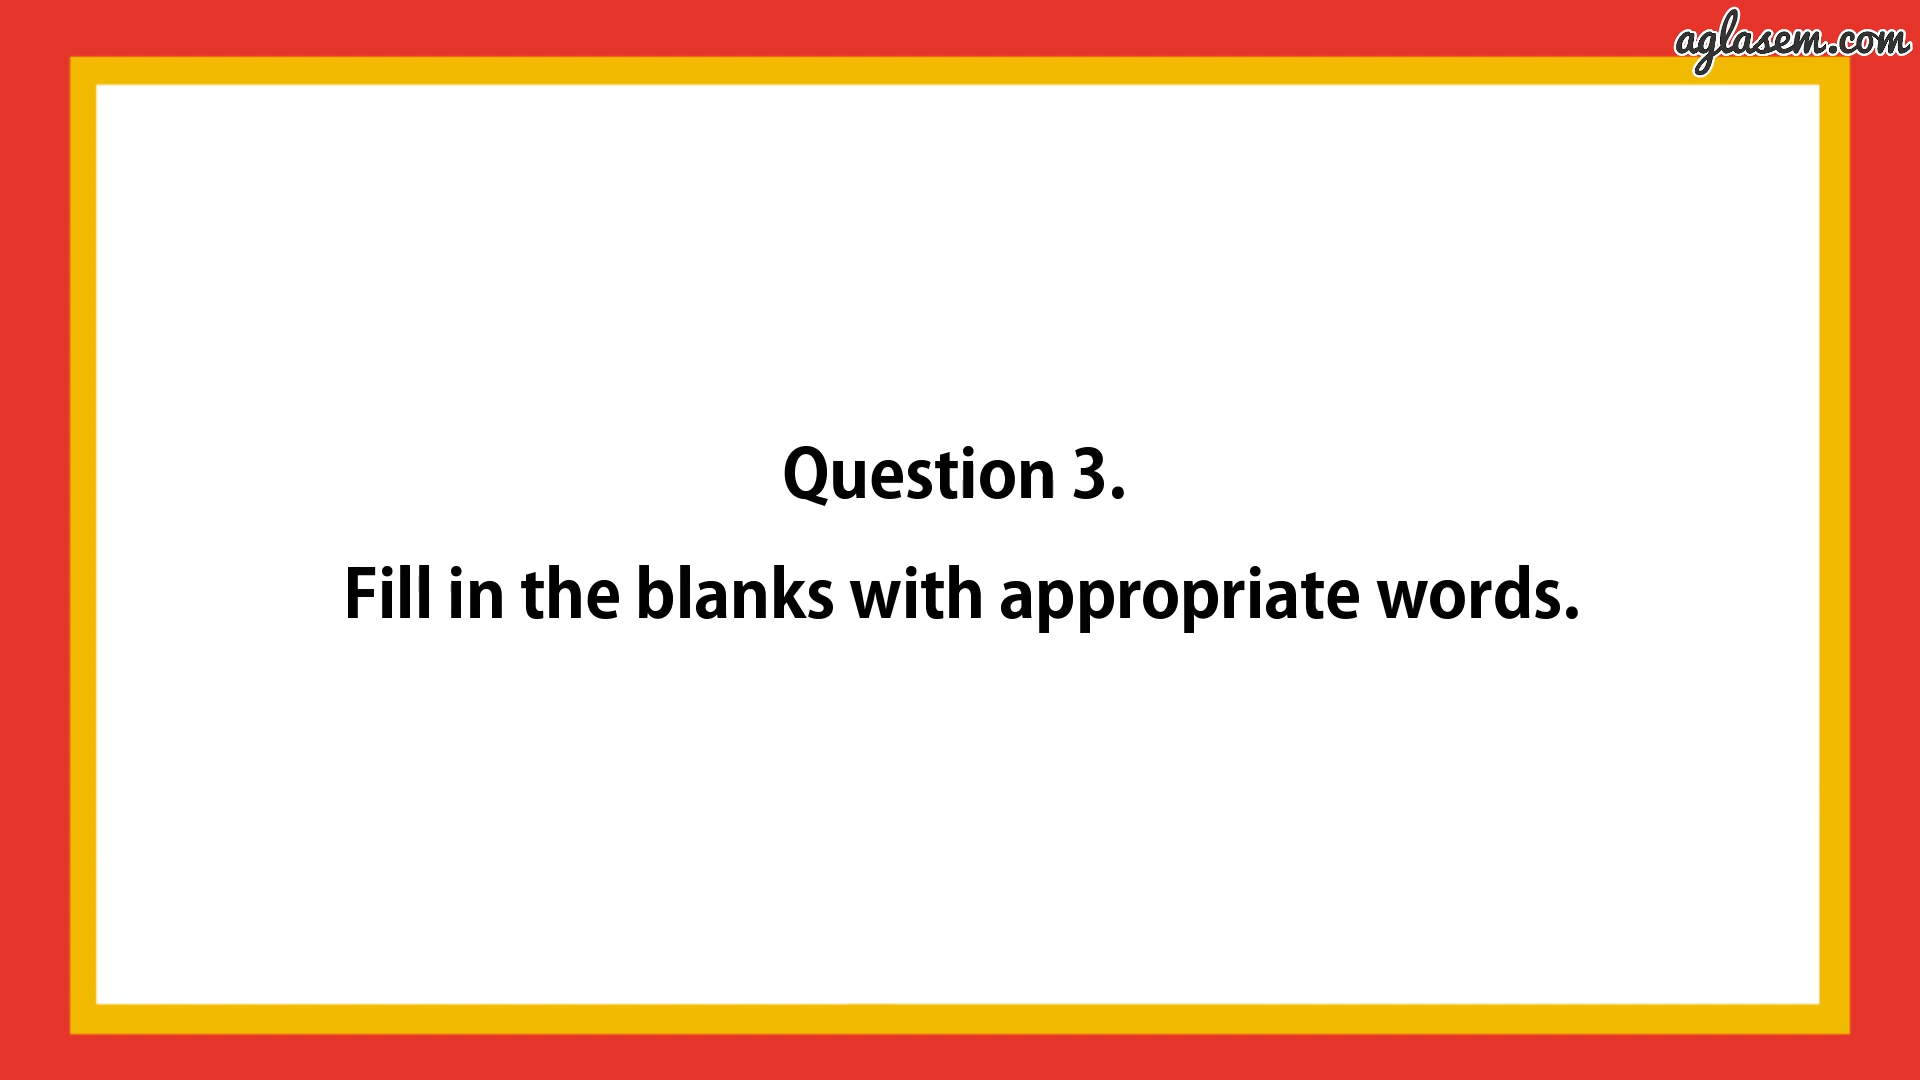 aglasem.com
Question 3.
Fill in the blanks with appropriate words.